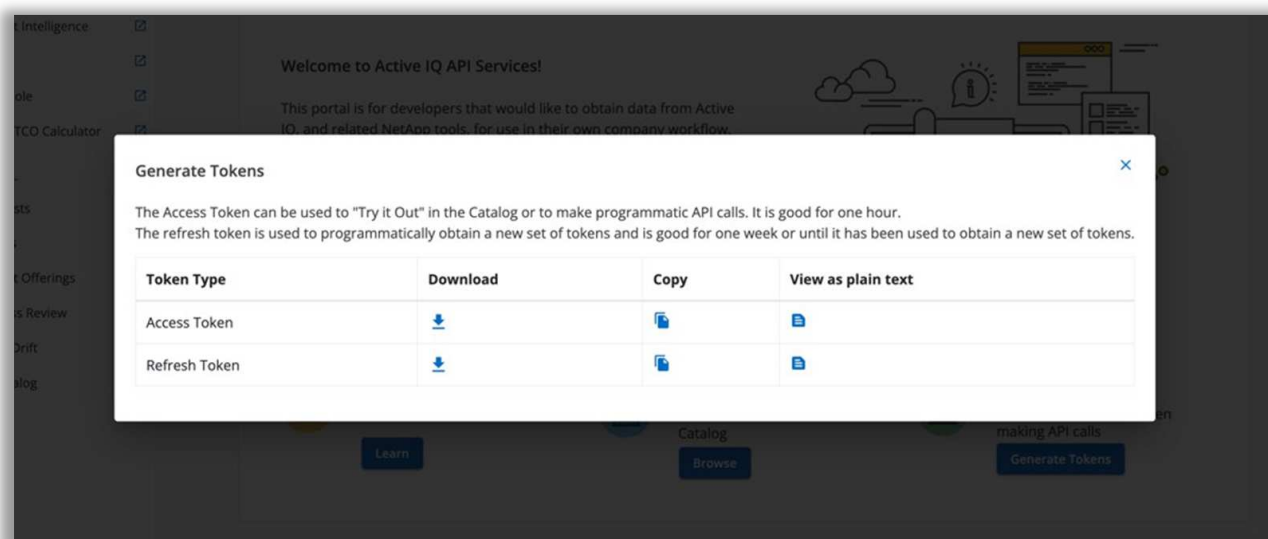 t Intelligence
ole
TCO Calculator
sts
t Offerings
ss Review
Drift
alog
Welcome to Active IQ API Services!
This portal is for developers that would like to obtain data from Active
IQ, and related NetApp tools, for use in their own company workflow.
Generate Tokens
The Access Token can be used to "Try it Out" in the Catalog or to make programmatic API calls. It is good for one hour.
The refresh token is used to programmatically obtain a new set of tokens and is good for one week or until it has been used to obtain a new set of tokens.
Token Type Download Copy View as plain text
Access Token
Refresh Token
en
Catalog making API calls
Learn Browse Generate Tokens